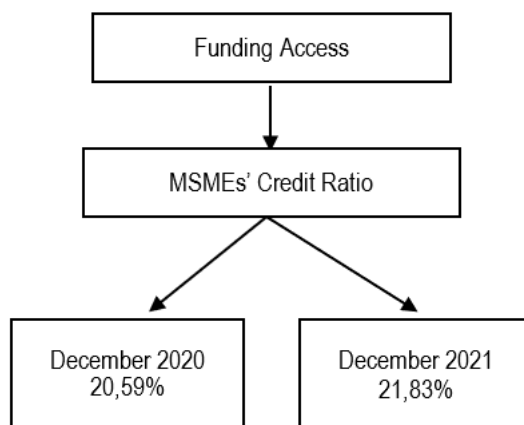 Funding Access
MSMEs’ Credit Ratio
December 2020
20,59%
December 2021
21,83%